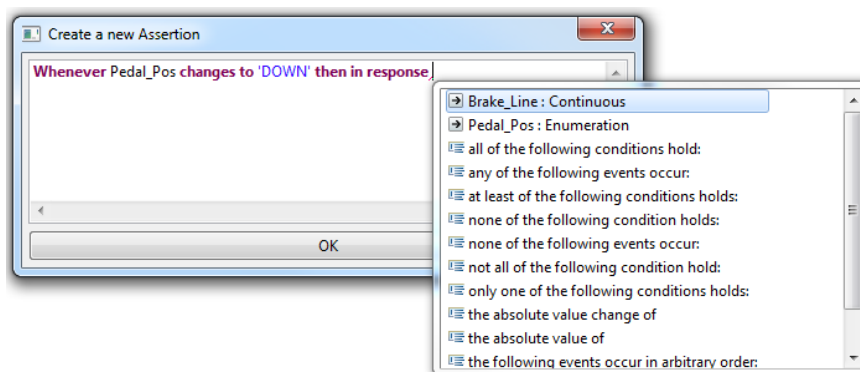 Create a new Assertion
Whenever Pedal_Pos changes to 'DOWN' then in response
Brake_Line : Continuous
Pedal_Pos : Enumeration
all of the following conditions hold:
any of the following events occur:
at least of the following conditions holds:
none of the following condition holds:
none of the following events occur:
not all of the following condition hold:
only one of the following conditions holds:
the absolute value change of
the absolute value of
the following events occur in arbitrary order:
OK